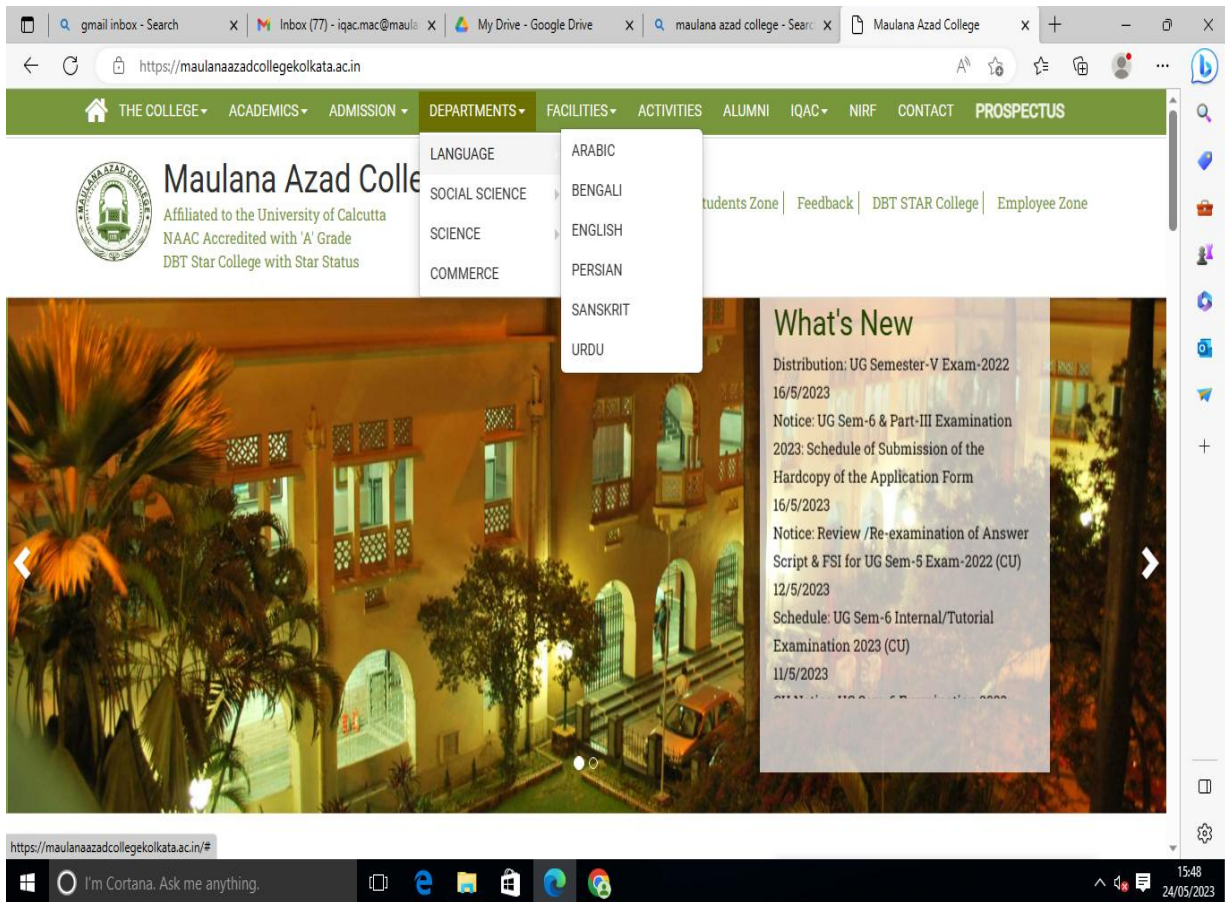 gmail inbox - Search
Inbox (77) - iqac.mac@maula
My Drive - Google Drive
maulana azad college - Searc
Maulana Azad College
https://maulanaazadcollegekolkata.ac.in
THE COLLEGE ACADEMICS ADMISSION DEPARTMENTS FACILITIES ACTIVITIES ALUMNI IQAC NIRF CONTACT PROSPECTUS
LANGUAGE
SOCIAL SCIENCE
SCIENCE
COMMERCE
ARABIC
BENGALI
ENGLISH
PERSIAN
SANSKRIT
URDU
MAULANA AZAD COLLEGE
Maulana Azad Colle
Affiliated to the University of Calcutta
NAAC Accredited with 'A' Grade
DBT Star College with Star Status
tudents Zone| Feedback| DBT STAR College| Employee Zone
What's New
Distribution: UG Semester-V Exam-2022
16/5/2023
Notice: UG Sem-6 & Part-III Examination
2023: Schedule of Submission of the
Hardcopy of the Application Form
16/5/2023
Notice: Review /Re-examination of Answer
Script & FSI for UG Sem-5 Exam-2022 (CU)
12/5/2023
Schedule: UG Sem-6 Internal/Tutorial
Examination 2023 (CU)
11/5/2023
https://maulanaazadcollegekolkata.ac.in/#
I'm Cortana. Ask me anything.
15:48
24/05/2023